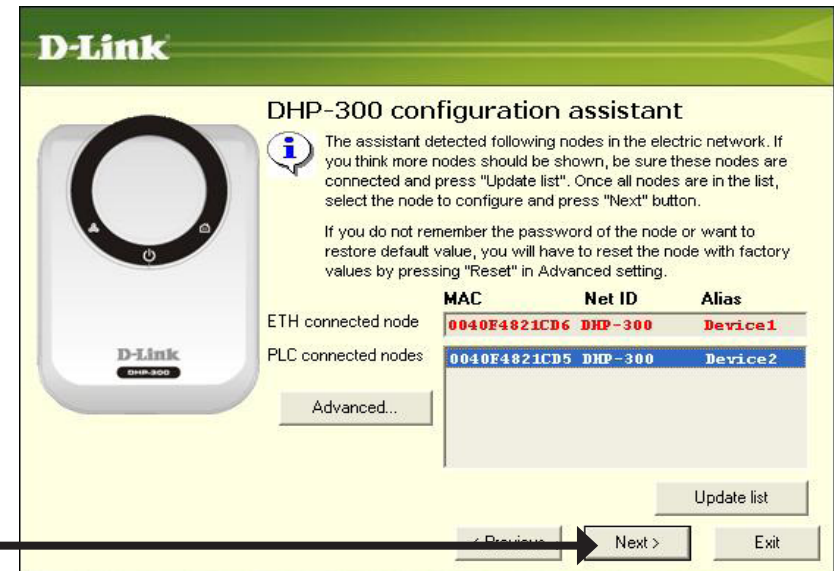 D-Link
DHP-300 configuration assistant
The assistant detected following nodes in the electric network. If
you think more nodes should be shown, be sure these nodes are
connected and press "Update list". Once all nodes are in the list,
select the node to configure and press "Next" button.
If you do not remember the password of the node or want to
restore default value, you will have to reset the node with factory
values by pressing "Reset" in Advanced setting.
MAC Net ID Alias
ETH connected node 0040F4821CD6 DHP-300 Device1
PLC connected nodes 0040F4821CD5 DHP-300 Device2
D-Link
DHP-300
Advanced...
Update list
< Previous Next > Exit